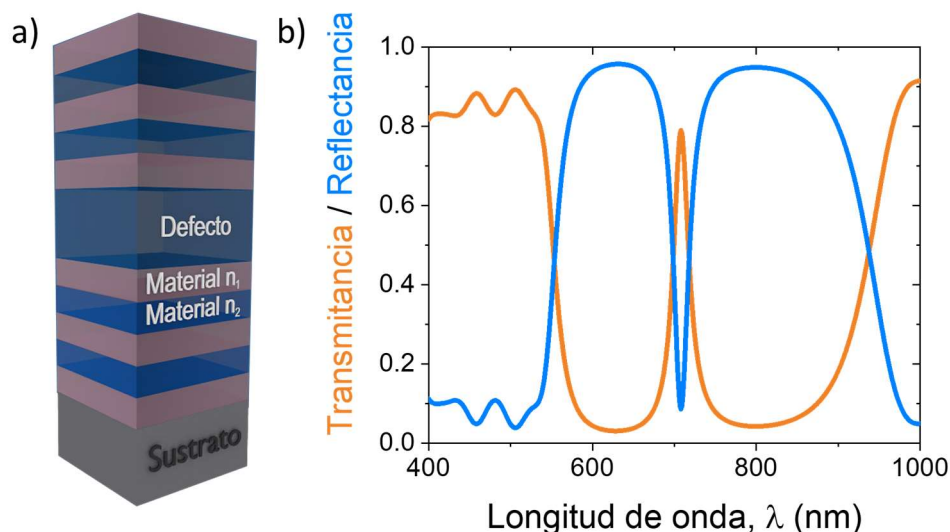 a)
Defecto
Material n₁
Material n₂
Sustrato
b)
Transmitancia / Reflectancia
1.0
0.8
0.6
0.4
0.2
0.0
400 600 800 1000
Longitud de onda, λ (nm)